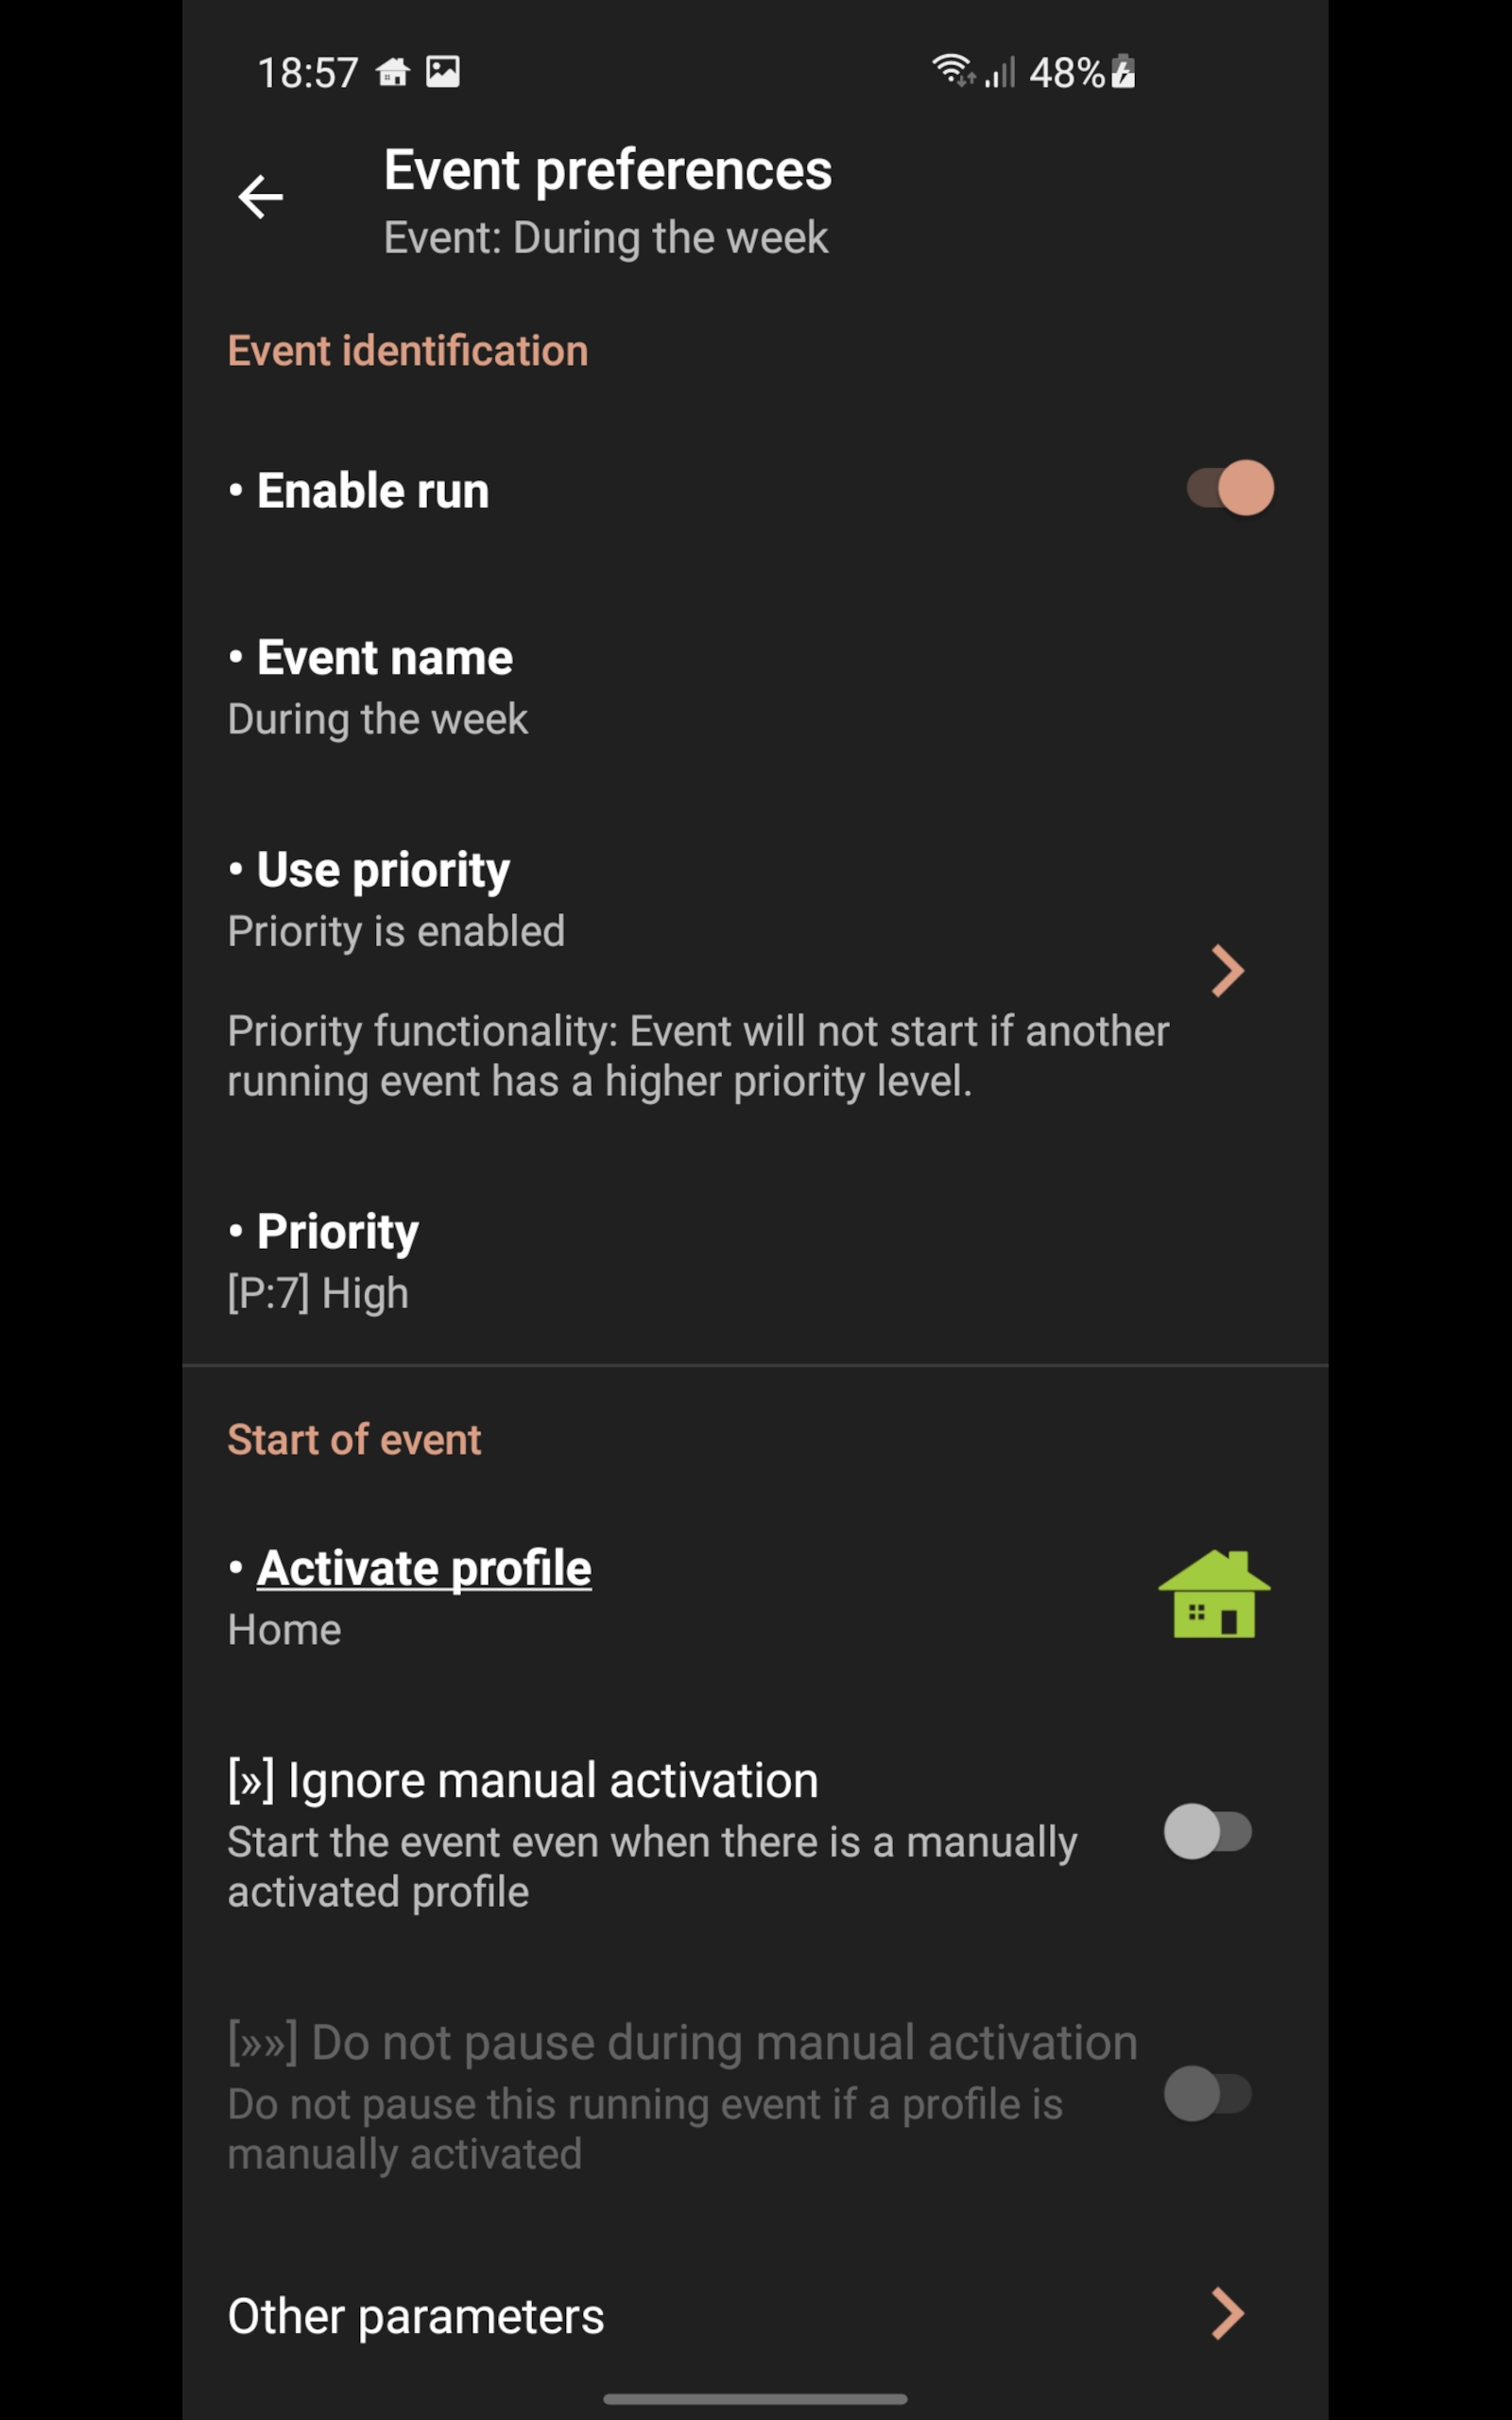 18:57
48%
Event preferences
Event: During the week
Event identification
• Enable run
• Event name
During the week
• Use priority
Priority is enabled
Priority functionality: Event will not start if another
running event has a higher priority level.
• Priority
[P:7] High
Start of event
• Activate profile
Home
[»] Ignore manual activation
Start the event even when there is a manually
activated profile
[»»] Do not pause during manual activation
Do not pause this running event if a profile is
manually activated
Other parameters